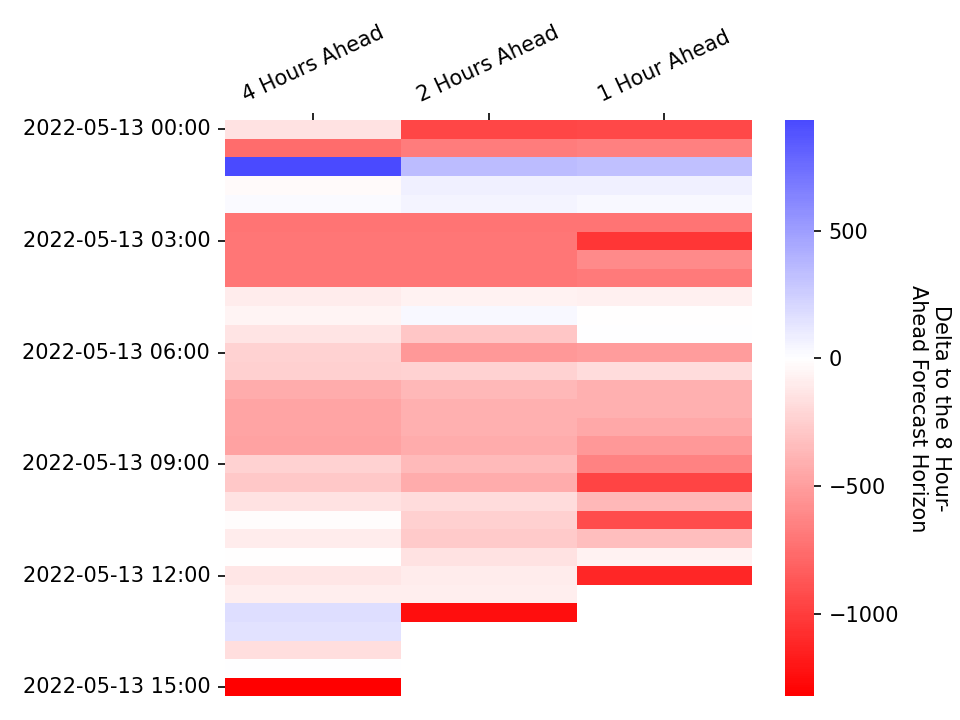 4 Hours Ahead
2 Hours Ahead
1 Hour Ahead
2022-05-13 00:00
2022-05-13 03:00
2022-05-13 06:00
2022-05-13 09:00
2022-05-13 12:00
2022-05-13 15:00
500
0
−500
−1000
Delta to the 8 Hour-
Ahead Forecast Horizon